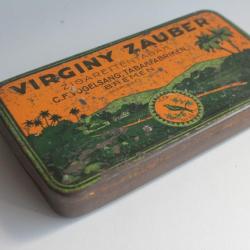 VIRGINY ZAUBER
ZIGARETTENTABAK
C.F. VOGELSANG, TABAKFABRIKEN
BREMEN